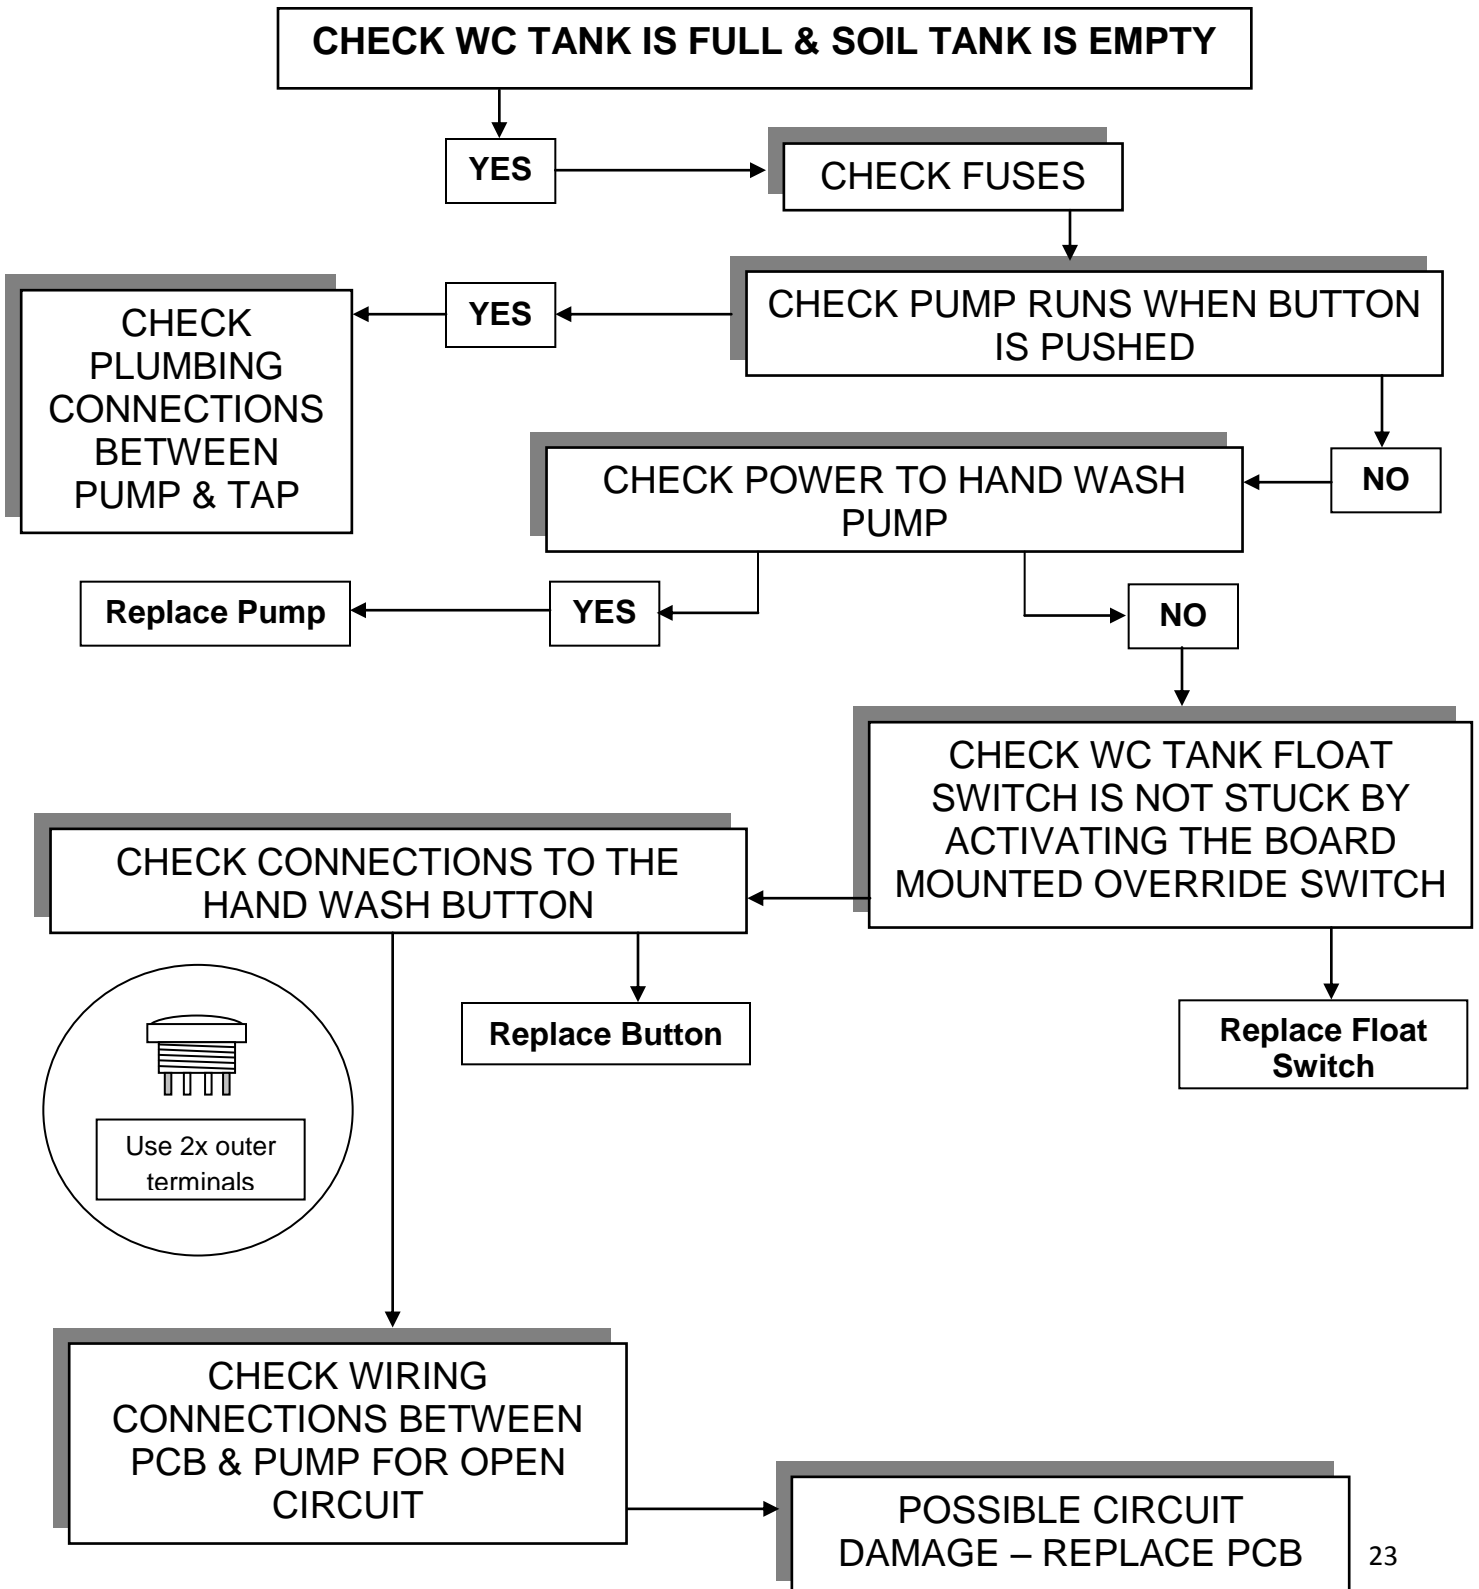 CHECK WC TANK IS FULL & SOIL TANK IS EMPTY
YES
CHECK FUSES
CHECK PUMP RUNS WHEN BUTTON
IS PUSHED
YES
CHECK
PLUMBING
CONNECTIONS
BETWEEN
PUMP & TAP
NO
CHECK POWER TO HAND WASH
PUMP
YES
Replace Pump
NO
CHECK WC TANK FLOAT
SWITCH IS NOT STUCK BY
ACTIVATING THE BOARD
MOUNTED OVERRIDE SWITCH
CHECK CONNECTIONS TO THE
HAND WASH BUTTON
Replace Button
Replace Float
Switch
Use 2x outer
terminals
CHECK WIRING
CONNECTIONS BETWEEN
PCB & PUMP FOR OPEN
CIRCUIT
POSSIBLE CIRCUIT
DAMAGE – REPLACE PCB
23